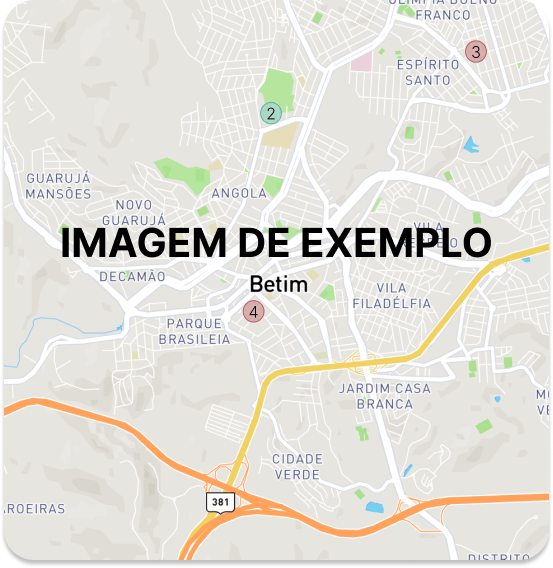 OLÍMPIA BUENO
FRANCO
3
ESPÍRITO
SANTO
2
GUARUJÁ
MANSÕES
ANGOLA
NOVO
GUARUJÁ
VILA
IMAGEM DE EXEMPLO
DECAMÃO
Betim
VILA
FILADÉLFIA
4
PARQUE
BRASILEIA
JARDIM CASA
BRANCA
CIDADE
VERDE
381
ROEIRAS
DISTRITO